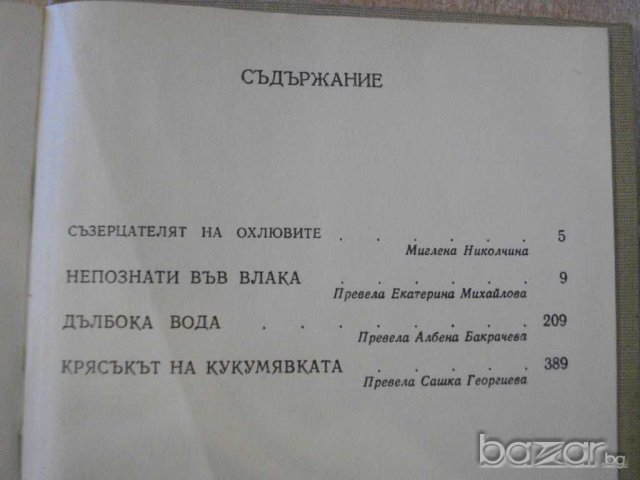 СЪДЪРЖАНИЕ
СЪЗЕРЦАТЕЛЯТ НА ОХЛЮВИТЕ . . . . . . 5
Миглена Николчина
НЕПОЗНАТИ ВЪВ ВЛАКА . . . . . . 9
Превела Екатерина Михайлова
ДЪЛБОКА ВОДА . . . . . . . . 209
Превела Албена Бакрачева
КРЯСЪКЪТ НА КУКУМЯВКАТА . . . . . 389
Превела Сашка Георгиева
bazar.bg